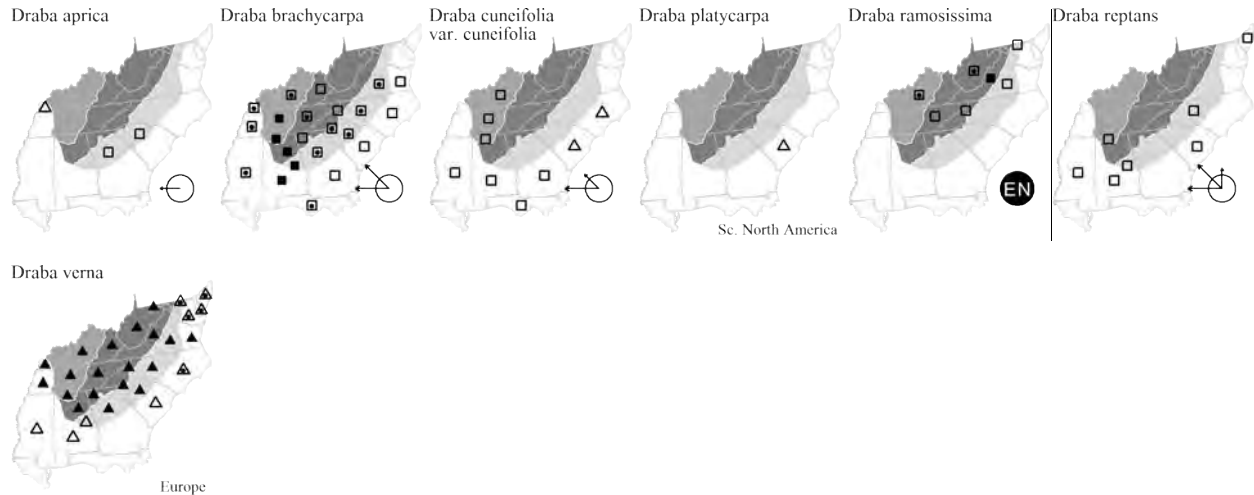 Draba aprica
Draba brachycarpa
Draba cuneifolia
var. cuneifolia
Draba platycarpa
Draba ramosissima
Draba reptans
Sc. North America
EN
Draba verna
Europe